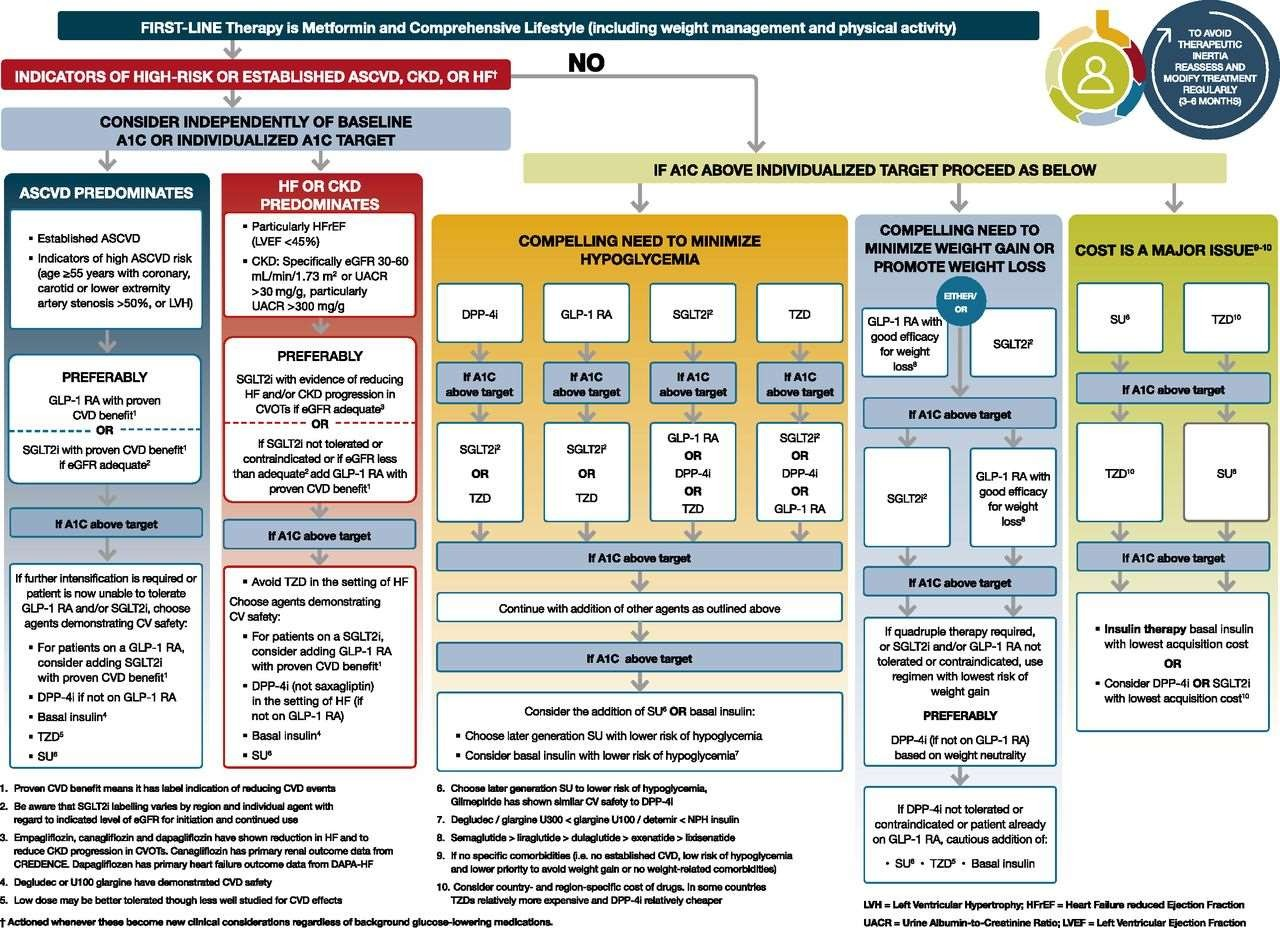 FIRST-LINE Therapy is Metformin and Comprehensive Lifestyle (including weight management and physical activity)
TO AVOID
THERAPEUTIC
INERTIA
REASSESS AND
MODIFY TREATMENT
REGULARLY
(3–6 MONTHS)
INDICATORS OF HIGH-RISK OR ESTABLISHED ASCVD, CKD, OR HF†
NO
CONSIDER INDEPENDENTLY OF BASELINE
A1C OR INDIVIDUALIZED A1C TARGET
IF A1C ABOVE INDIVIDUALIZED TARGET PROCEED AS BELOW
ASCVD PREDOMINATES
▪ Established ASCVD
▪ Indicators of high ASCVD risk
(age ≥55 years with coronary,
carotid or lower extremity
artery stenosis >50%, or LVH)
PREFERABLY
GLP-1 RA with proven
CVD benefit¹
OR
SGLT2i with proven CVD benefit¹
if eGFR adequate²
If A1C above target
If further intensification is required or
patient is now unable to tolerate
GLP-1 RA and/or SGLT2i, choose
agents demonstrating CV safety:
▪ For patients on a GLP-1 RA,
consider adding SGLT2i
with proven CVD benefit¹
▪ DPP-4i if not on GLP-1 RA
▪ Basal insulin⁴
▪ TZD⁵
▪ SU⁶
HF OR CKD
PREDOMINATES
▪ Particularly HFrEF
(LVEF <45%)
▪ CKD: Specifically eGFR 30-60
mL/min/1.73 m² or UACR
>30 mg/g, particularly
UACR >300 mg/g
PREFERABLY
SGLT2i with evidence of reducing
HF and/or CKD progression in
CVOTs if eGFR adequate³
OR
If SGLT2i not tolerated or
contraindicated or if eGFR less
than adequate² add GLP-1 RA with
proven CVD benefit¹
If A1C above target
▪ Avoid TZD in the setting of HF
Choose agents demonstrating
CV safety:
▪ For patients on a SGLT2i,
consider adding GLP-1 RA
with proven CVD benefit¹
▪ DPP-4i (not saxagliptin)
in the setting of HF (if
not on GLP-1 RA)
▪ Basal insulin⁴
▪ SU⁶
COMPELLING NEED TO MINIMIZE
HYPOGLYCEMIA
DPP-4i
GLP-1 RA
SGLT2i²
TZD
If A1C
above target
If A1C
above target
If A1C
above target
If A1C
above target
SGLT2i²
OR
TZD
SGLT2i²
OR
TZD
GLP-1 RA
OR
DPP-4i
OR
TZD
SGLT2i²
OR
DPP-4i
OR
GLP-1 RA
If A1C above target
Continue with addition of other agents as outlined above
If A1C above target
Consider the addition of SU⁶ OR basal insulin:
▪ Choose later generation SU with lower risk of hypoglycemia
▪ Consider basal insulin with lower risk of hypoglycemia⁷
COMPELLING NEED TO
MINIMIZE WEIGHT GAIN OR
PROMOTE WEIGHT LOSS
EITHER/
OR
GLP-1 RA with
good efficacy
for weight
loss⁸
SGLT2i²
If A1C above target
SGLT2i²
GLP-1 RA with
good efficacy
for weight
loss⁸
If A1C above target
If quadruple therapy required,
or SGLT2i and/or GLP-1 RA not
tolerated or contraindicated, use
regimen with lowest risk of
weight gain
PREFERABLY
DPP-4i (if not on GLP-1 RA)
based on weight neutrality
If DPP-4i not tolerated or
contraindicated or patient already
on GLP-1 RA, cautious addition of:
• SU⁶ • TZD⁵ • Basal insulin
COST IS A MAJOR ISSUE⁹⁻¹⁰
SU⁶
TZD¹⁰
If A1C above target
TZD¹⁰
SU⁶
If A1C above target
▪ Insulin therapy basal insulin
with lowest acquisition cost
OR
▪ Consider DPP-4i OR SGLT2i
with lowest acquisition cost¹⁰
1. Proven CVD benefit means it has label indication of reducing CVD events
2. Be aware that SGLT2i labelling varies by region and individual agent with
regard to indicated level of eGFR for initiation and continued use
3. Empagliflozin, canagliflozin and dapagliflozin have shown reduction in HF and to
reduce CKD progression in CVOTs. Canagliflozin has primary renal outcome data from
CREDENCE. Dapagliflozen has primary heart failure outcome data from DAPA-HF
4. Degludec or U100 glargine have demonstrated CVD safety
5. Low dose may be better tolerated though less well studied for CVD effects
6. Choose later generation SU to lower risk of hypoglycemia,
Glimepiride has shown similar CV safety to DPP-4i
7. Degludec / glargine U300 < glargine U100 / detemir < NPH insulin
8. Semaglutide > liraglutide > dulaglutide > exenatide > lixisenatide
9. If no specific comorbidities (i.e. no established CVD, low risk of hypoglycemia
and lower priority to avoid weight gain or no weight-related comorbidities)
10. Consider country- and region-specific cost of drugs. In some countries
TZDs relatively more expensive and DPP-4i relatively cheaper
† Actioned whenever these become new clinical considerations regardless of background glucose-lowering medications.
LVH = Left Ventricular Hypertrophy; HFrEF = Heart Failure reduced Ejection Fraction
UACR = Urine Albumin-to-Creatinine Ratio; LVEF = Left Ventricular Ejection Fraction